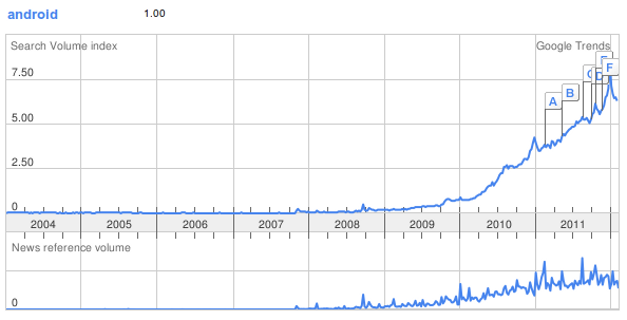 android 1.00
Search Volume index Google Trends
7.50
5.00
2.50
0
A B C D E F
2004 2005 2006 2007 2008 2009 2010 2011
News reference volume
0